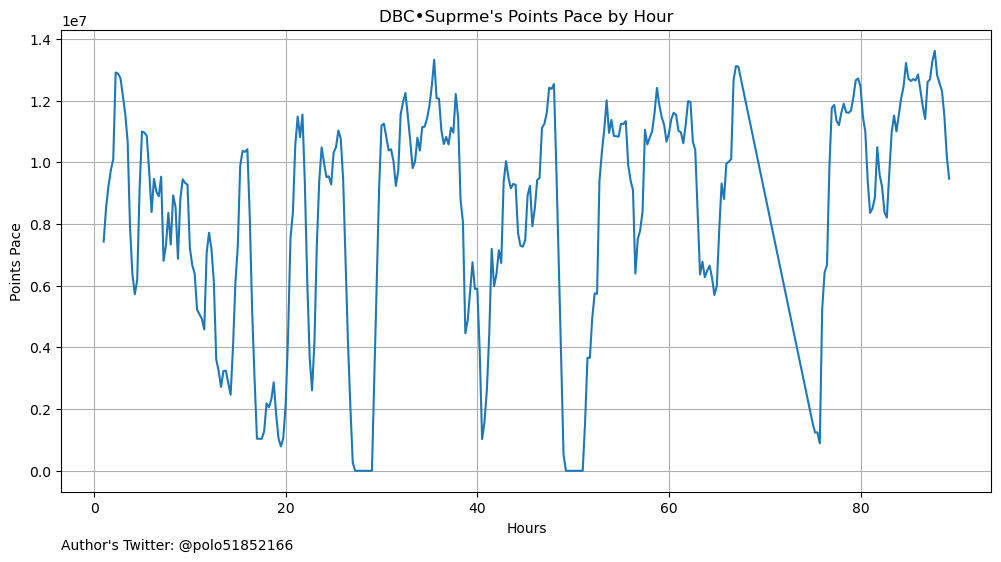 DBC•Suprme's Points Pace by Hour
1e7
1.4
1.2
1.0
0.8
0.6
0.4
0.2
0.0
Points Pace
0 20 40 60 80
Hours
Author's Twitter: @polo51852166